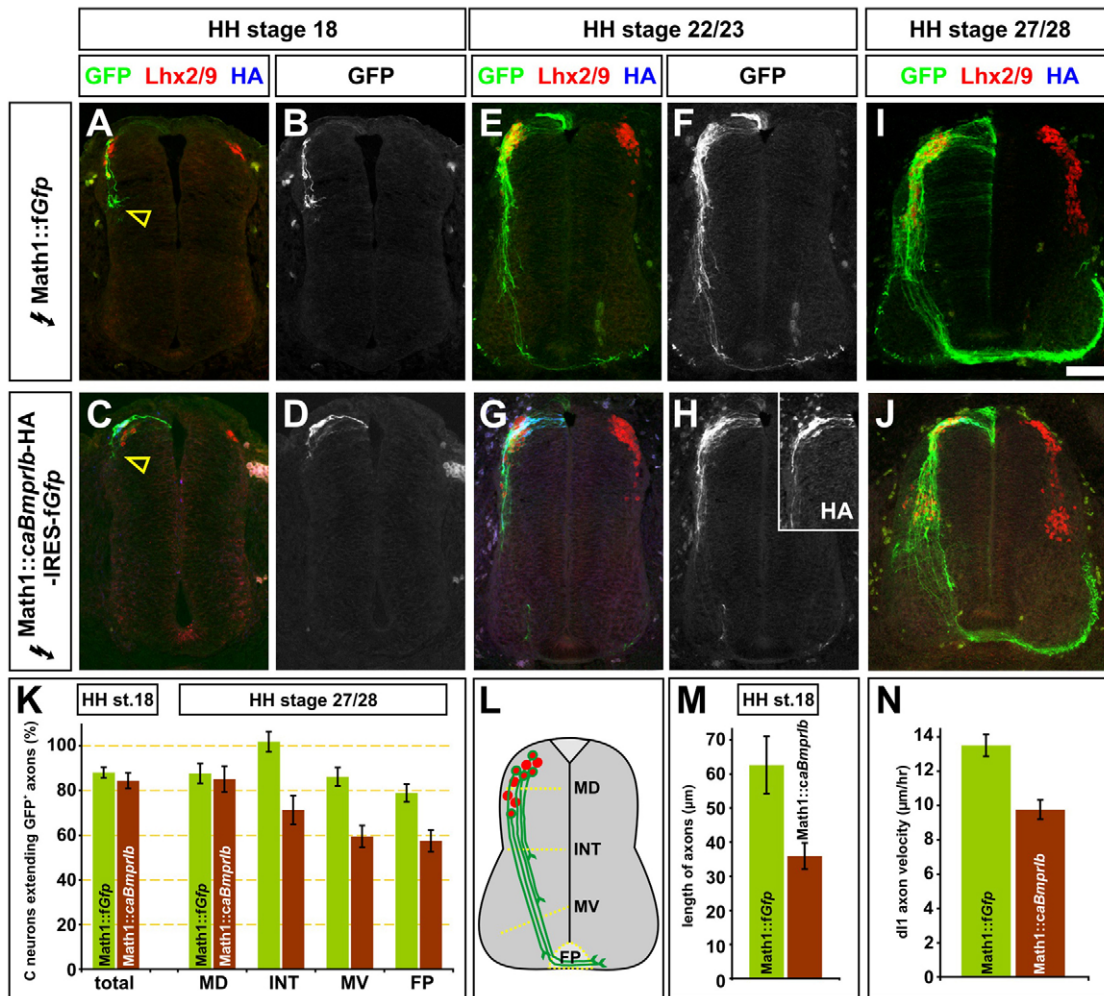 HH stage 18
HH stage 22/23
HH stage 27/28
GFP Lhx2/9 HA
GFP
GFP Lhx2/9 HA
GFP
GFP Lhx2/9 HA
Math1::fGfp
A
B
E
F
I
Math1::caBmprIb-HA
-IRES-fGfp
C
D
G
H
HA
J
K
HH st.18
HH stage 27/28
C neurons extending GFP+ axons (%)
100
80
60
40
20
0
Math1::fGfp
Math1::caBmprIb
Math1::fGfp
Math1::caBmprIb
total
MD
INT
MV
FP
L
MD
INT
MV
FP
M
HH st.18
length of axons (µm)
70
60
50
40
30
20
10
0
Math1::fGfp
Math1::caBmprIb
N
dI1 axon velocity (µm/hr)
14
12
10
8
6
4
2
0
Math1::fGfp
Math1::caBmprIb